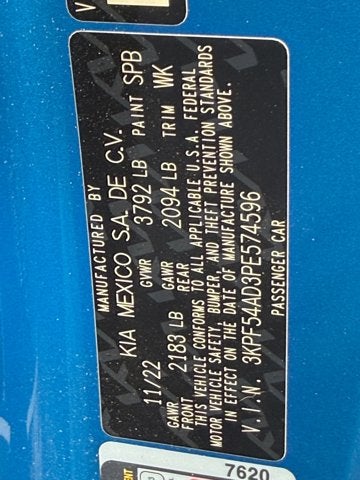 MANUFACTURED BY
KIA MEXICO S.A. DE C.V.
11/22 GVWR 3792 LB PAINT SPB
GAWR FRONT 2183 LB GAWR REAR 2094 LB TRIM WK
THIS VEHICLE CONFORMS TO ALL APPLICABLE U.S.A. FEDERAL
MOTOR VEHICLE SAFETY, BUMPER, AND THEFT PREVENTION STANDARDS
IN EFFECT ON THE DATE OF MANUFACTURE SHOWN ABOVE.
V.I.N. 3KPF54AD3PE574596
PASSENGER CAR
7620